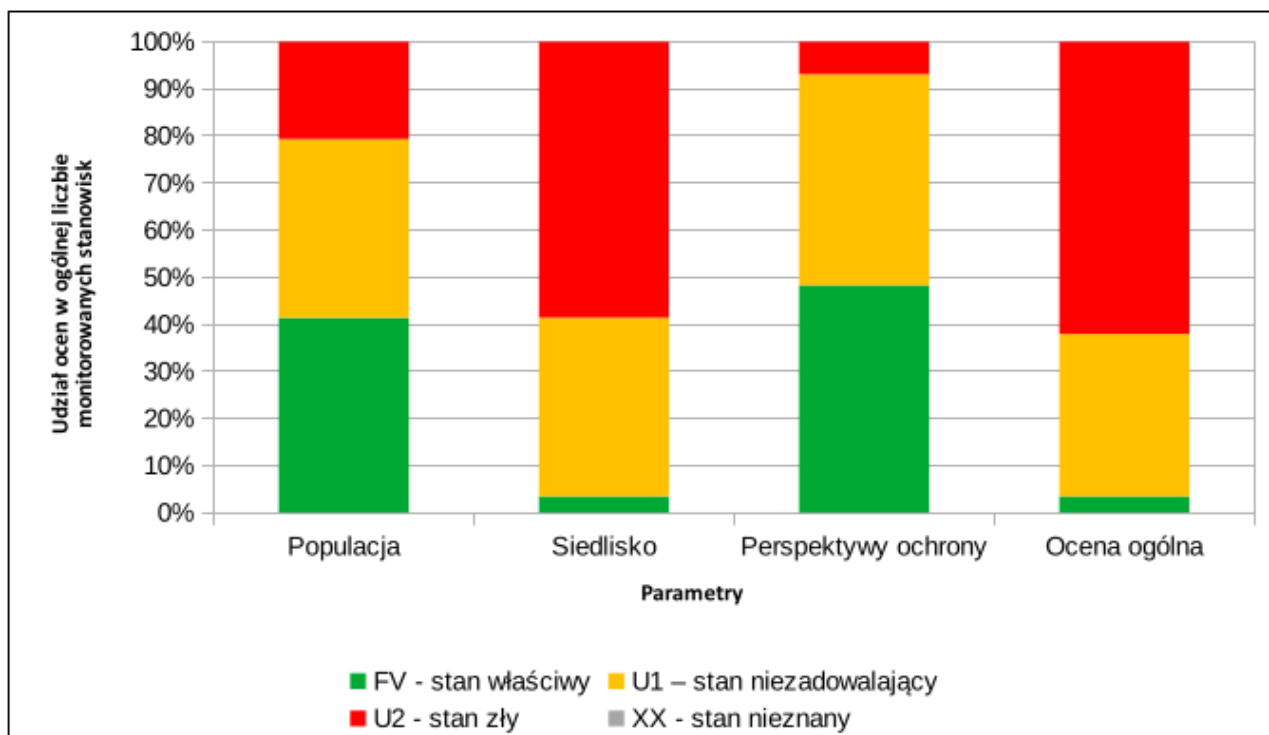 Udział ocen w ogólnej liczbie
monitorowanych stanowisk
100%
90%
80%
70%
60%
50%
40%
30%
20%
10%
0%
Populacja
Siedlisko
Perspektywy ochrony
Ocena ogólna
Parametry
FV - stan właściwy
U1 – stan niezadowalający
U2 - stan zły
XX - stan nieznany